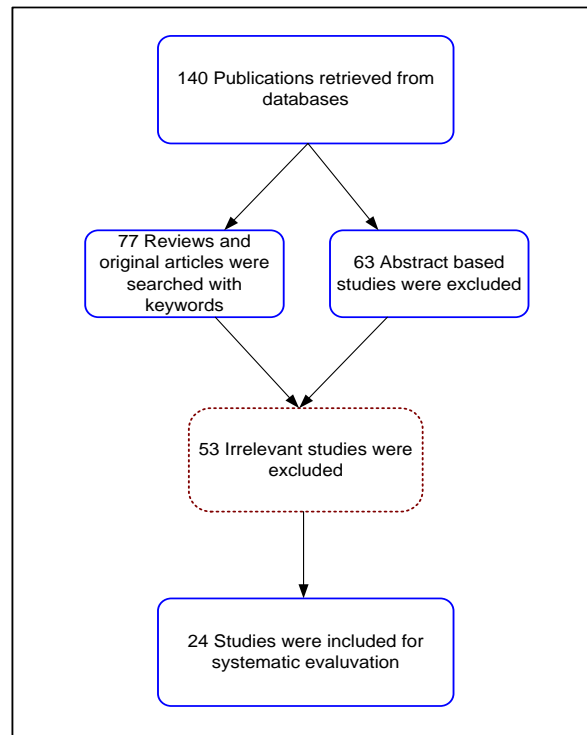 140 Publications retrieved from
databases
77 Reviews and
original articles were
searched with
keywords
63 Abstract based
studies were excluded
53 Irrelevant studies were
excluded
24 Studies were included for
systematic evaluvation